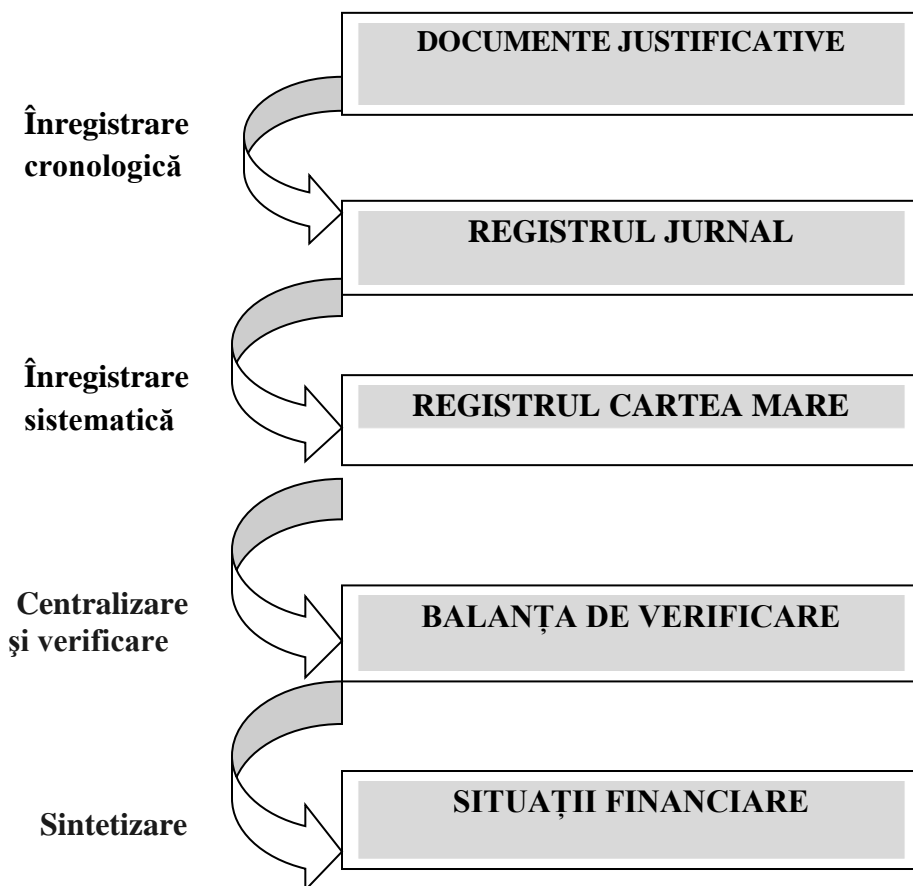 DOCUMENTE JUSTIFICATIVE
Înregistrare
cronologică
REGISTRUL JURNAL
Înregistrare
sistematică
REGISTRUL CARTEA MARE
Centralizare
şi verificare
BALANȚA DE VERIFICARE
Sintetizare
SITUAȚII FINANCIARE